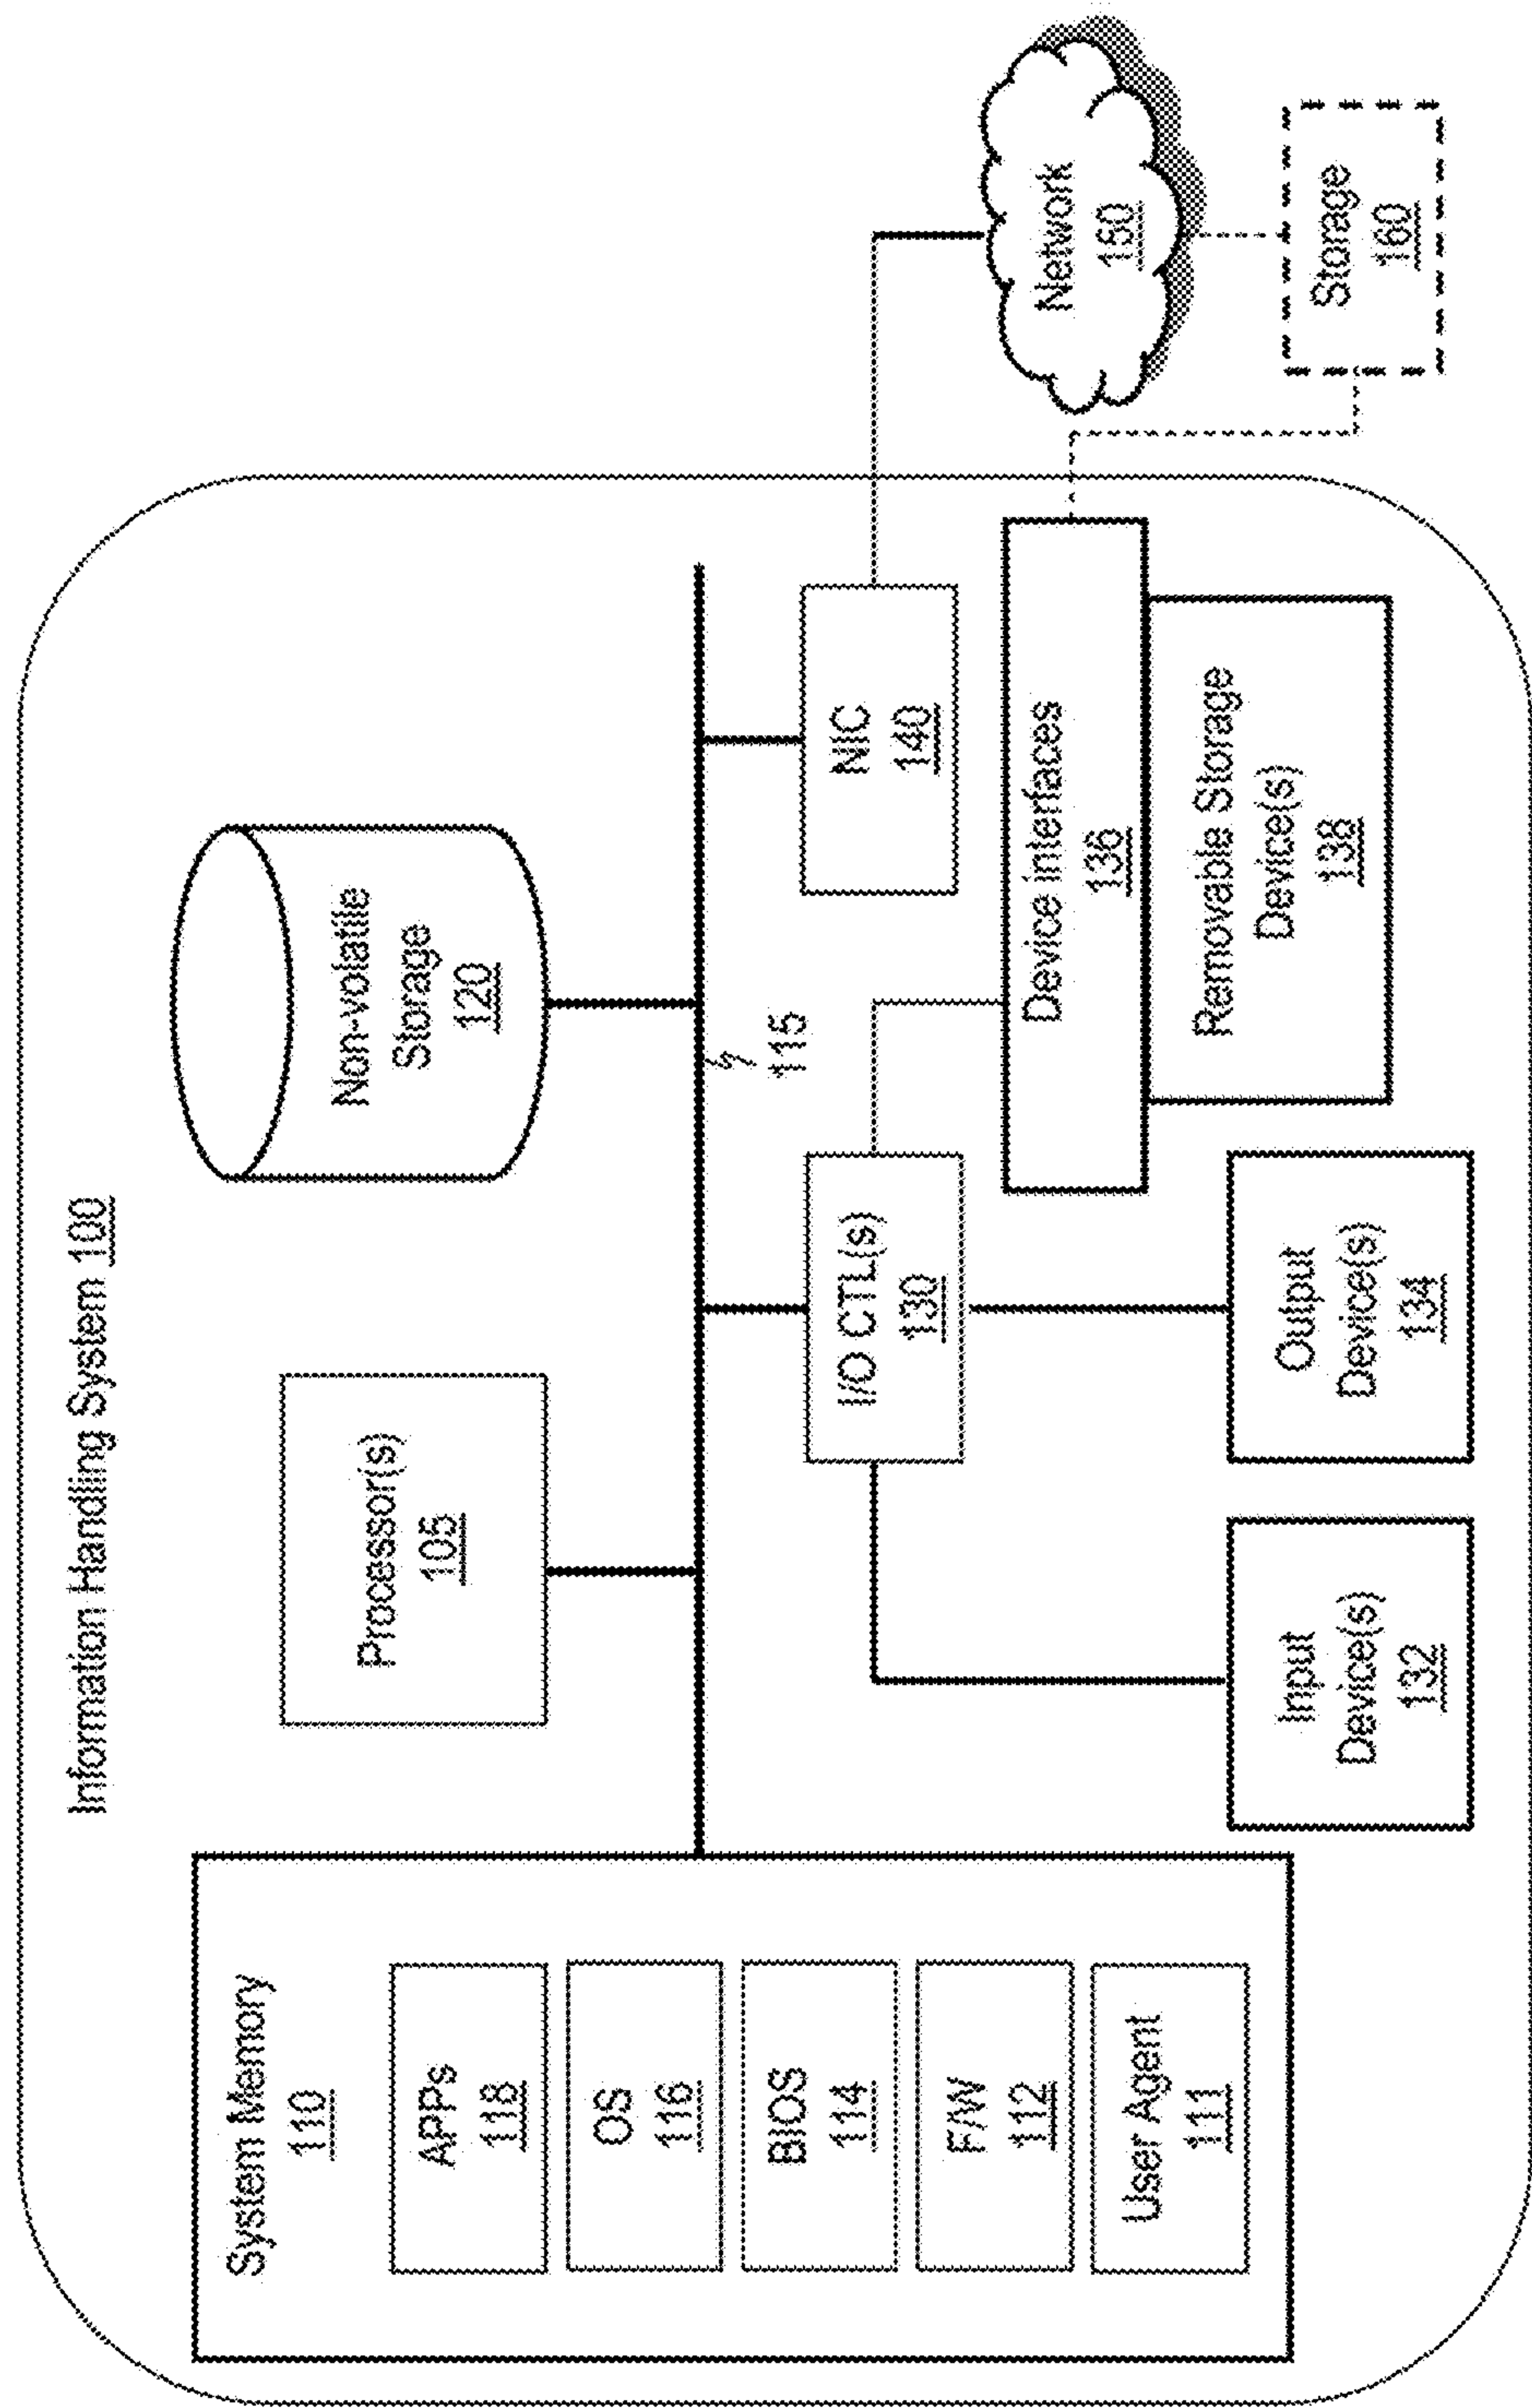 Information Handling System 100
System Memory
110
APPs
118
OS
116
BIOS
114
F/W
112
User Agent
111
Processor(s)
105
Non-volatile
Storage
120
115
I/O CTL(s)
130
NIC
140
Input
Device(s)
132
Output
Device(s)
134
Device Interfaces
136
Removable Storage
Device(s)
138
Network
150
Storage
160